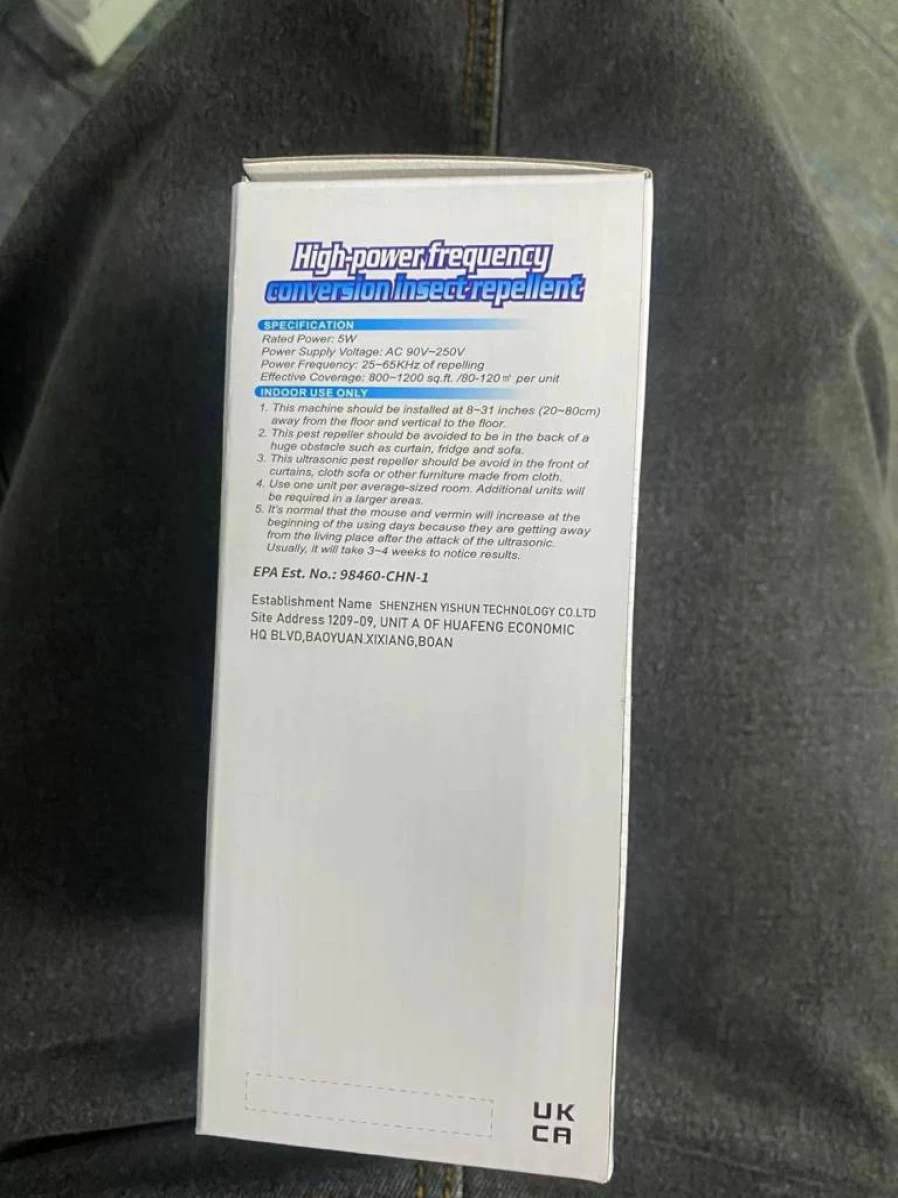 High-power frequency
conversion insect repellent
SPECIFICATION
Rated Power: 5W
Power Supply Voltage: AC 90V~250V
Power Frequency: 25~65KHz of repelling
Effective Coverage: 800~1200 sq.ft. /80-120㎡ per unit
INDOOR USE ONLY
1. This machine should be installed at 8~31 inches (20~80cm)
away from the floor and vertical to the floor.
2. This pest repeller should be avoided to be in the back of a
huge obstacle such as curtain, fridge and sofa.
3. This ultrasonic pest repeller should be avoid in the front of
curtains, cloth sofa or other furniture made from cloth.
4. Use one unit per average-sized room. Additional units will
be required in a larger areas.
5. It's normal that the mouse and vermin will increase at the
beginning of the using days because they are getting away
from the living place after the attack of the ultrasonic.
Usually, it will take 3~4 weeks to notice results.
EPA Est. No.: 98460-CHN-1
Establishment Name SHENZHEN YISHUN TECHNOLOGY CO.LTD
Site Address 1209-09, UNIT A OF HUAFENG ECONOMIC
HQ BLVD,BAOYUAN.XIXIANG,BOAN
UK
CA